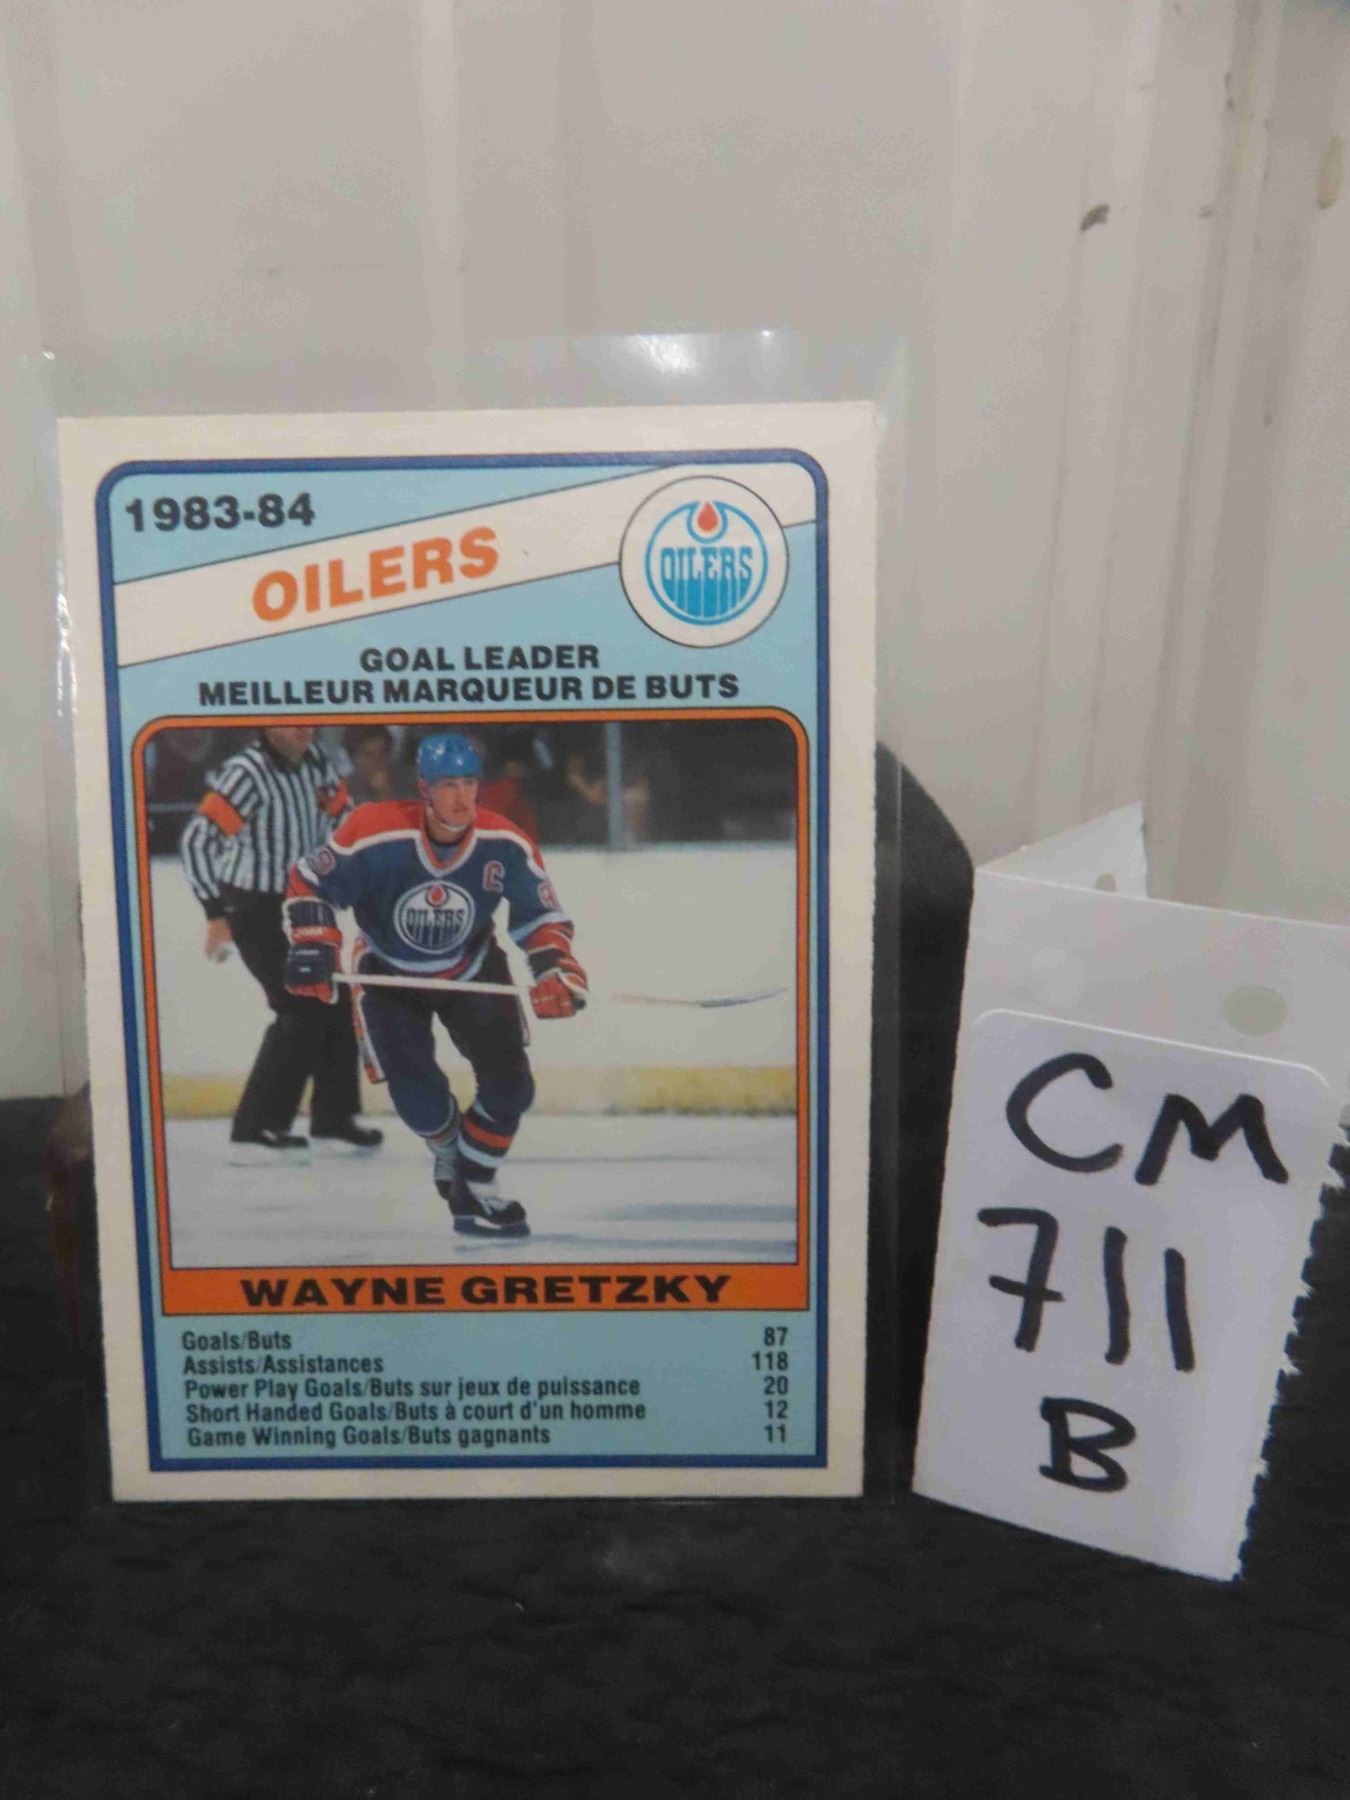 1983-84
OILERS
OILERS
GOAL LEADER
MEILLEUR MARQUEUR DE BUTS
C
OILERS
WAYNE GRETZKY
Goals/Buts 87
Assists/Assistances 118
Power Play Goals/Buts sur jeux de puissance 20
Short Handed Goals/Buts à court d'un homme 12
Game Winning Goals/Buts gagnants 11
CM
711
B